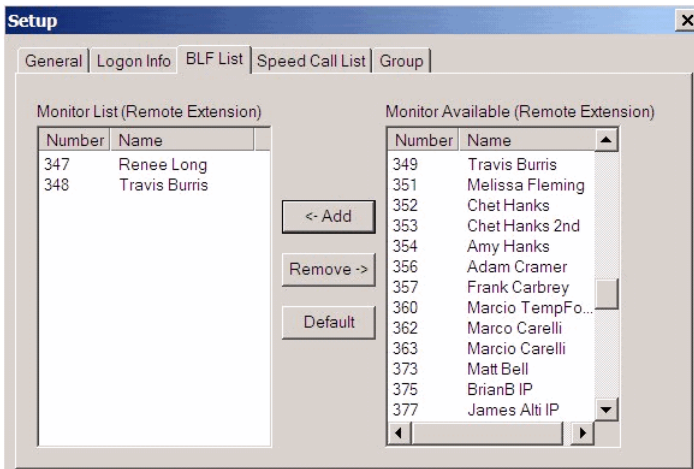 Setup
General Logon Info BLF List Speed Call List Group
Monitor List (Remote Extension)
Number Name
347 Renee Long
348 Travis Burris
<- Add
Remove ->
Default
Monitor Available (Remote Extension)
Number Name
349 Travis Burris
351 Melissa Fleming
352 Chet Hanks
353 Chet Hanks 2nd
354 Amy Hanks
356 Adam Cramer
357 Frank Carbrey
360 Marcio TempFo...
362 Marco Carelli
363 Marcio Carelli
373 Matt Bell
375 BrianB IP
377 James Alti IP